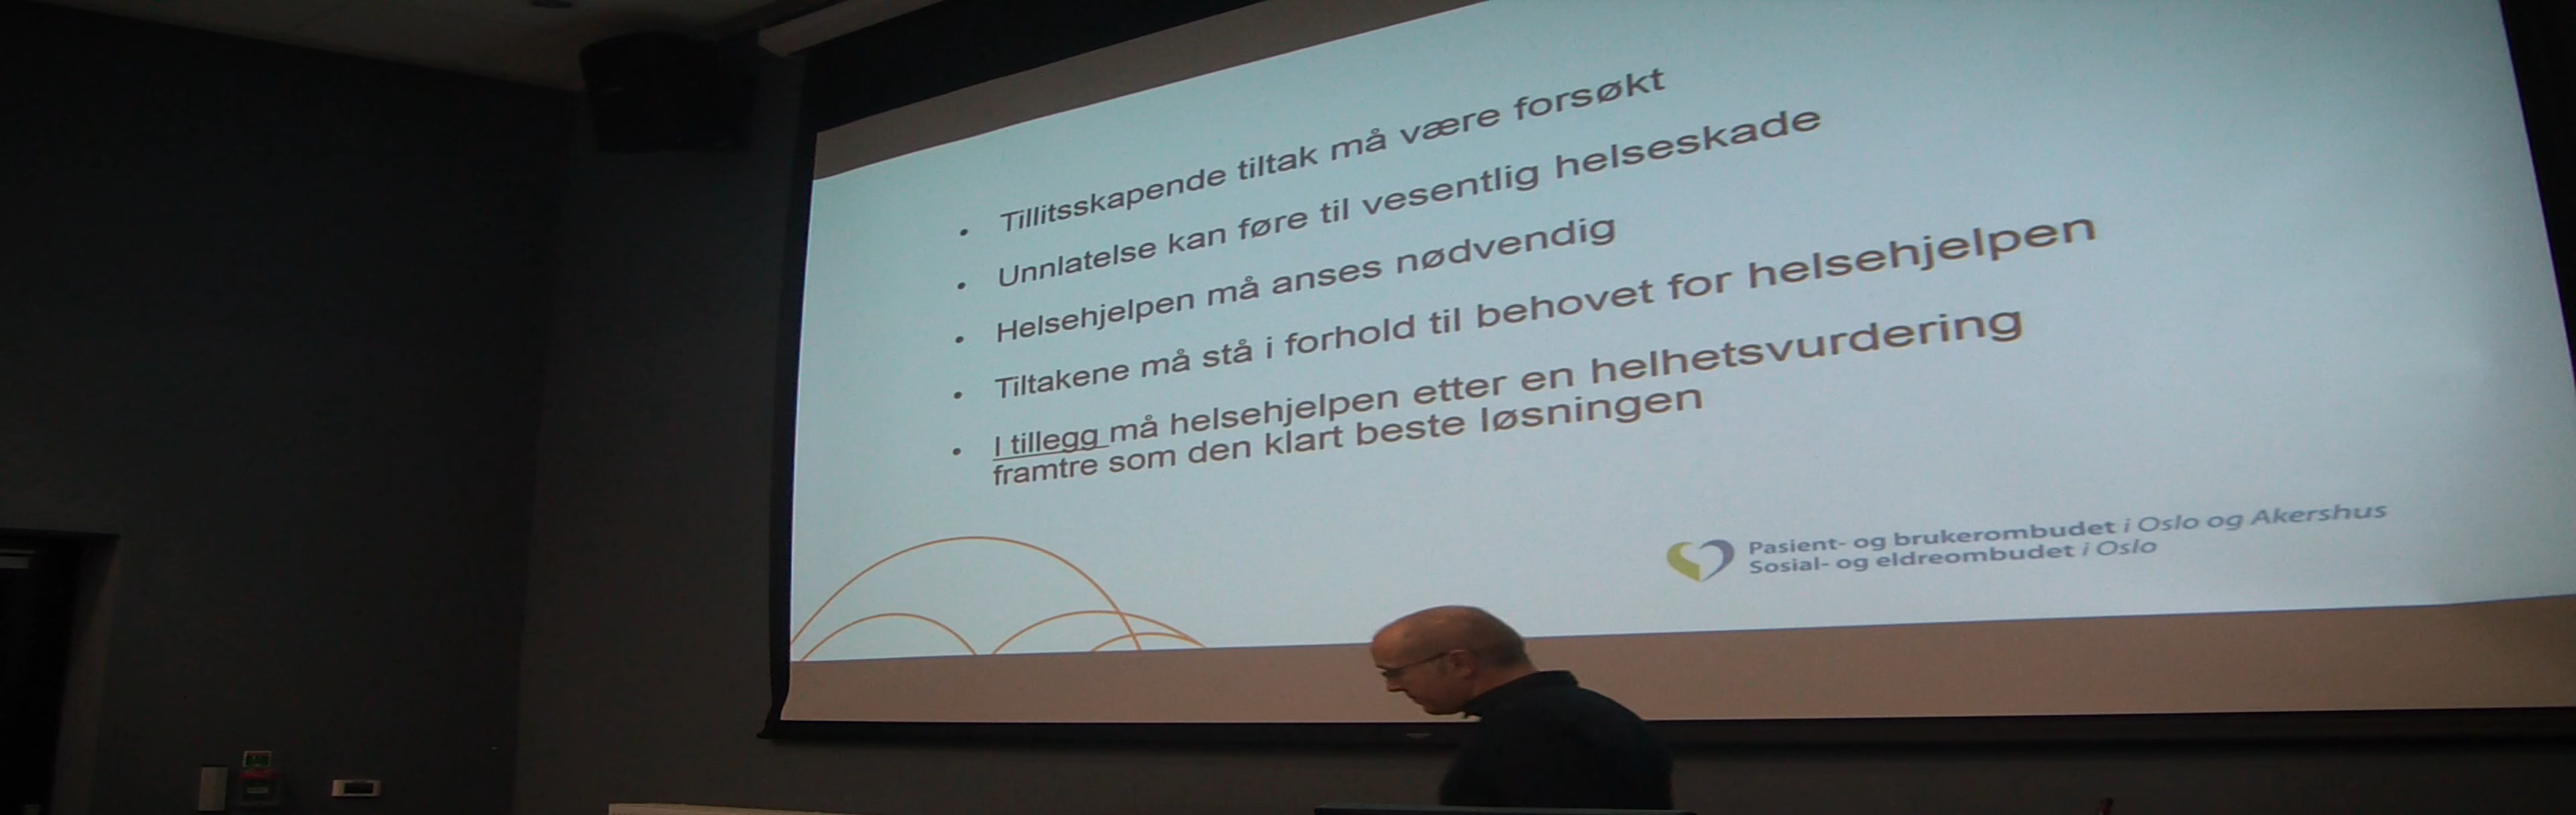 • Tillitsskapende tiltak må være forsøkt
• Unnlatelse kan føre til vesentlig helseskade
• Helsehjelpen må anses nødvendig
• Tiltakene må stå i forhold til behovet for helsehjelpen
• I tillegg må helsehjelpen etter en helhetsvurdering
framtre som den klart beste løsningen
Pasient- og brukerombudet i Oslo og Akershus
Sosial- og eldreombudet i Oslo